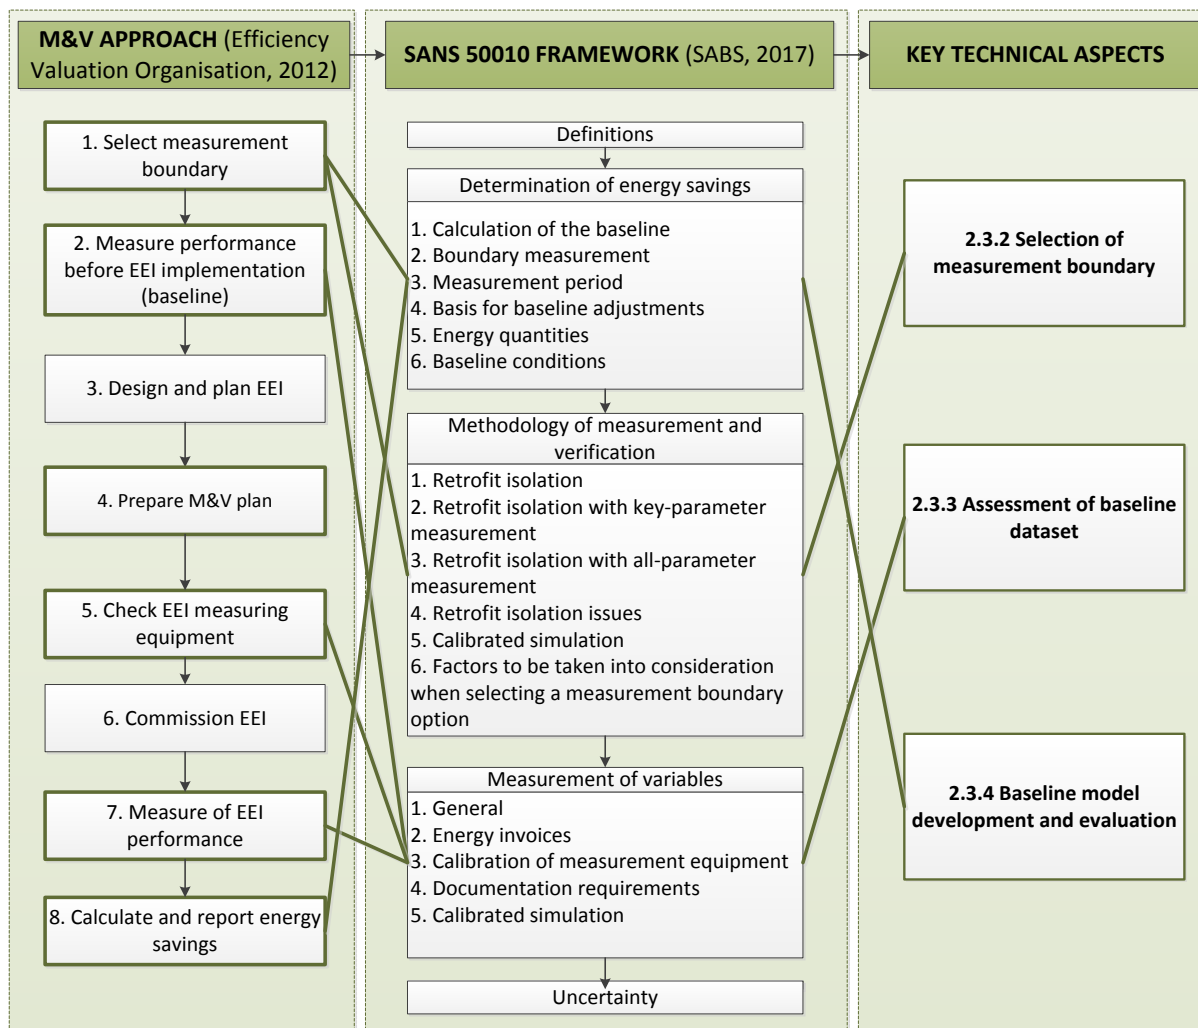 M&V APPROACH (Efficiency
Valuation Organisation, 2012)
SANS 50010 FRAMEWORK (SABS, 2017)
KEY TECHNICAL ASPECTS
1. Select measurement
boundary
2. Measure performance
before EEI implementation
(baseline)
3. Design and plan EEI
4. Prepare M&V plan
5. Check EEI measuring
equipment
6. Commission EEI
7. Measure of EEI
performance
8. Calculate and report energy
savings
Definitions
Determination of energy savings
1. Calculation of the baseline
2. Boundary measurement
3. Measurement period
4. Basis for baseline adjustments
5. Energy quantities
6. Baseline conditions
Methodology of measurement and
verification
1. Retrofit isolation
2. Retrofit isolation with key-parameter
measurement
3. Retrofit isolation with all-parameter
measurement
4. Retrofit isolation issues
5. Calibrated simulation
6. Factors to be taken into consideration
when selecting a measurement boundary
option
Measurement of variables
1. General
2. Energy invoices
3. Calibration of measurement equipment
4. Documentation requirements
5. Calibrated simulation
Uncertainty
2.3.2 Selection of
measurement boundary
2.3.3 Assessment of baseline
dataset
2.3.4 Baseline model
development and evaluation